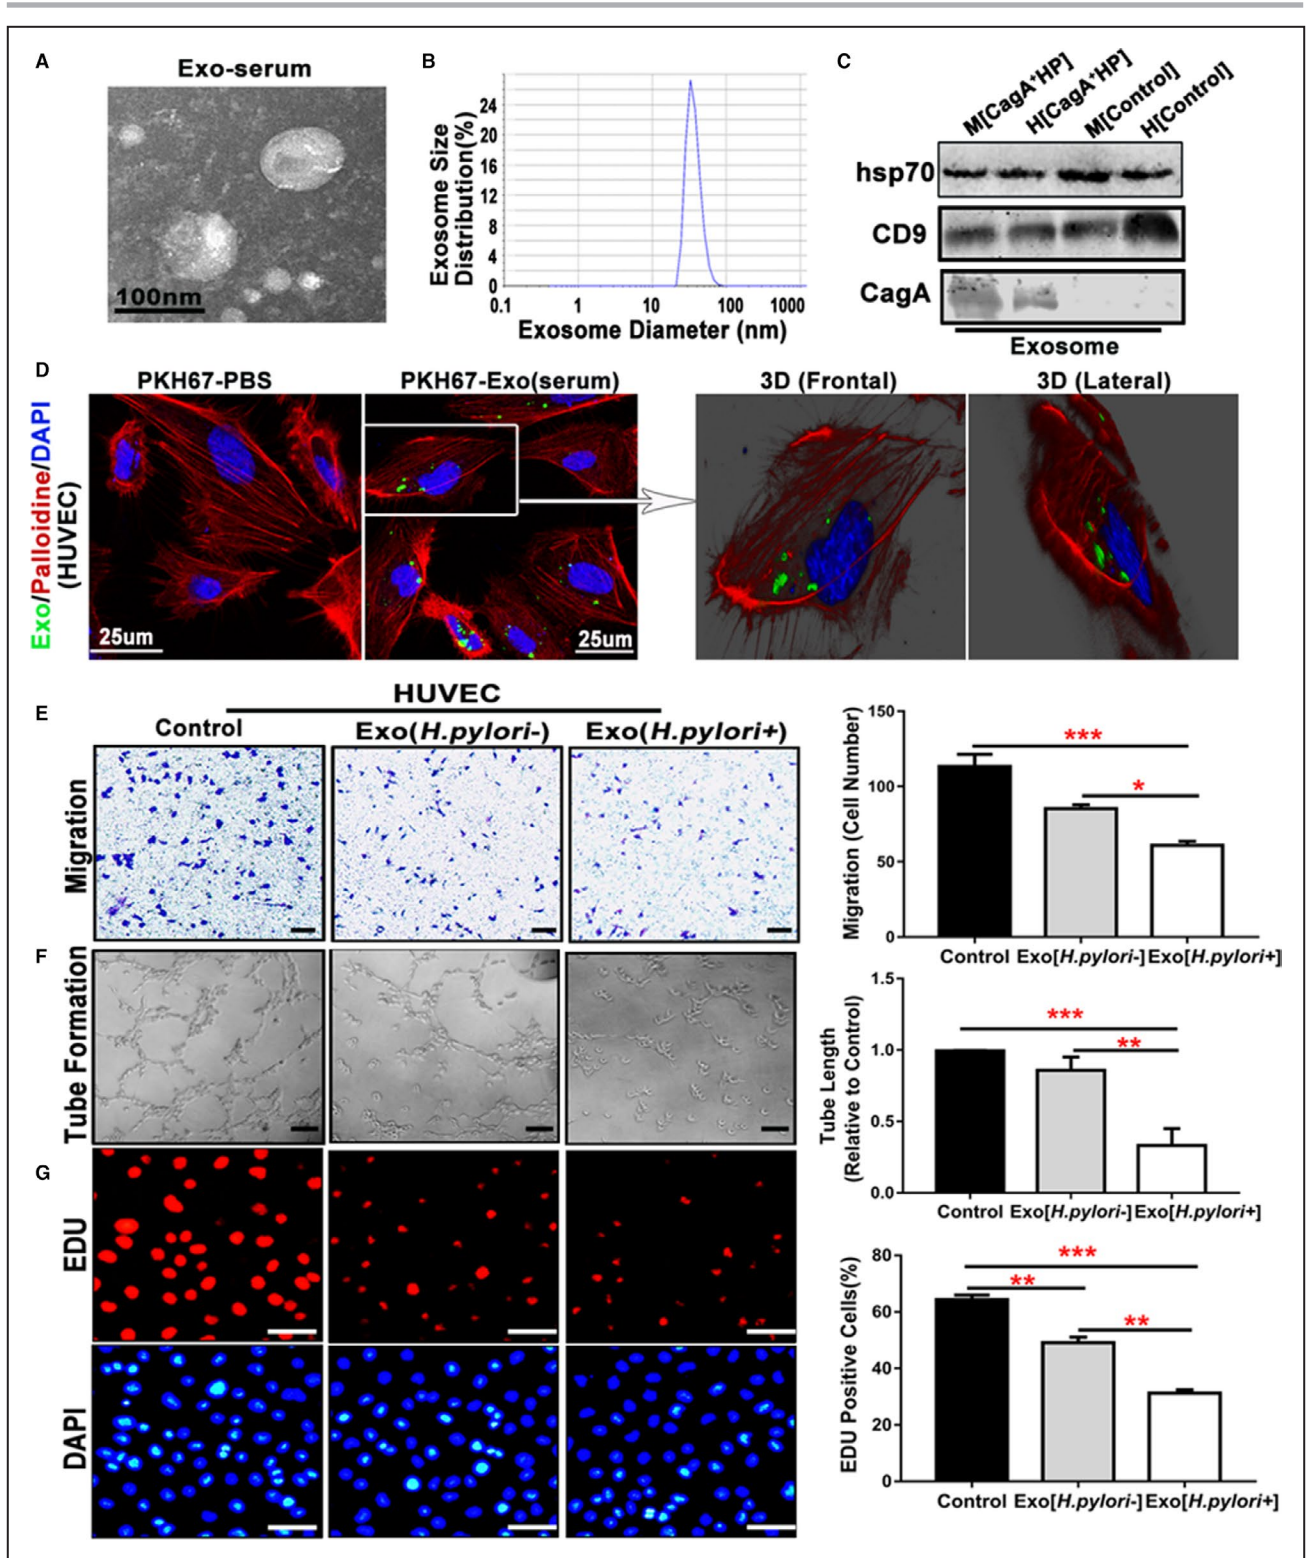 A
Exo-serum
100nm
B
Exosome Size
Distribution(%)
24
20
16
12
8
4
0
0.1 1 10 100 1000
Exosome Diameter (nm)
C
M[CagA⁺HP]
H[CagA⁺HP]
M[Control]
H[Control]
hsp70
CD9
CagA
Exosome
D
PKH67-PBS
PKH67-Exo(serum)
3D (Frontal)
3D (Lateral)
Exo/Palloidine/DAPI
(HUVEC)
25um
25um
E
HUVEC
Control
Exo(H.pylori-)
Exo(H.pylori+)
Migration
Migration (Cell Number)
150
100
50
0
***
*
Control Exo[H.pylori-] Exo[H.pylori+]
F
Tube Formation
Tube Length
(Relative to Control)
1.5
1.0
0.5
0.0
***
**
Control Exo[H.pylori-] Exo[H.pylori+]
G
EDU
DAPI
EDU Positive Cells(%)
80
60
40
20
0
***
**
**
Control Exo[H.pylori-] Exo[H.pylori+]